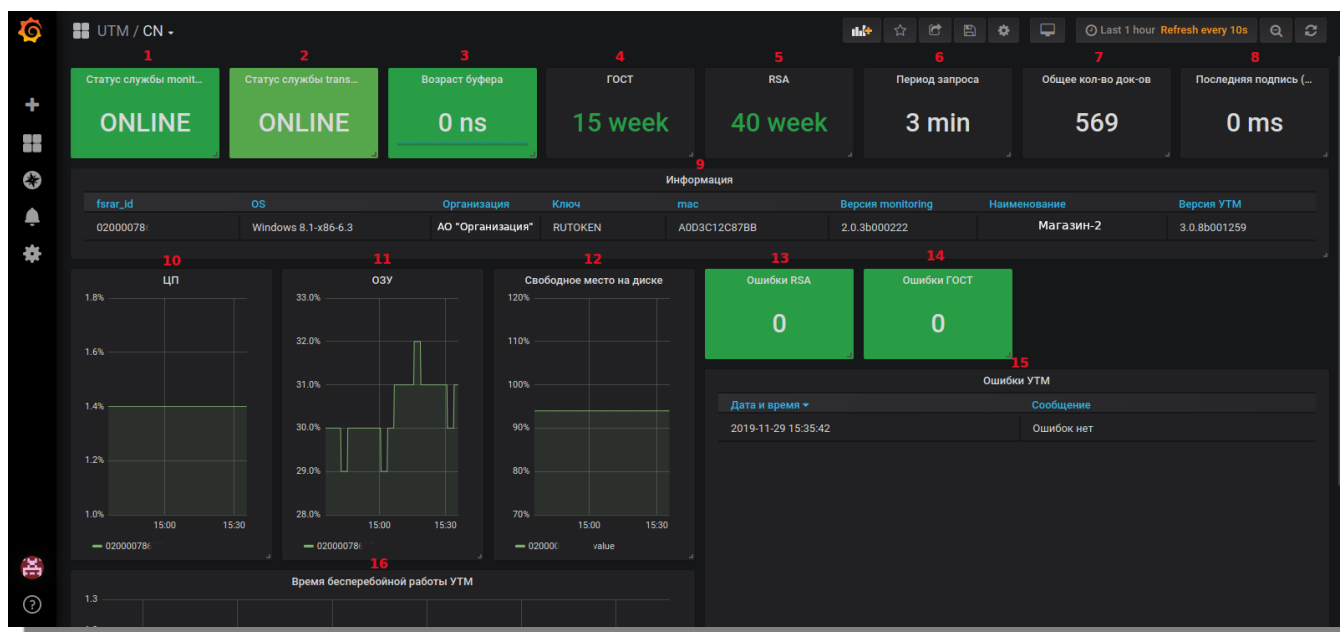 UTM / CN
Last 1 hour Refresh every 10s
1 2 3 4 5 6 7 8
Статус службы monit... Статус службы trans... Возраст буфера ГОСТ RSA Период запроса Общее кол-во док-ов Последняя подпись (...
ONLINE ONLINE 0 ns 15 week 40 week 3 min 569 0 ms
9
Информация
fsrar_id OS Организация Ключ mac Версия monitoring Наименование Версия УТМ
02000078 Windows 8.1-x86-6.3 АО "Организация" RUTOKEN A0D3C12C87BB 2.0.3b000222 Магазин-2 3.0.8b001259
10 11 12 13 14
ЦП ОЗУ Свободное место на диске Ошибки RSA Ошибки ГОСТ
1.8% 33.0% 120%
0 0
32.0% 110%
1.6%
15
31.0% 100% Ошибки УТМ
1.4% Дата и время Сообщение
30.0% 90% 2019-11-29 15:35:42 Ошибок нет
1.2%
29.0% 80%
1.0% 28.0% 70%
15:00 15:30 15:00 15:30 15:00 15:30
02000078 02000078 02000 value
16
Время бесперебойной работы УТМ
1.3